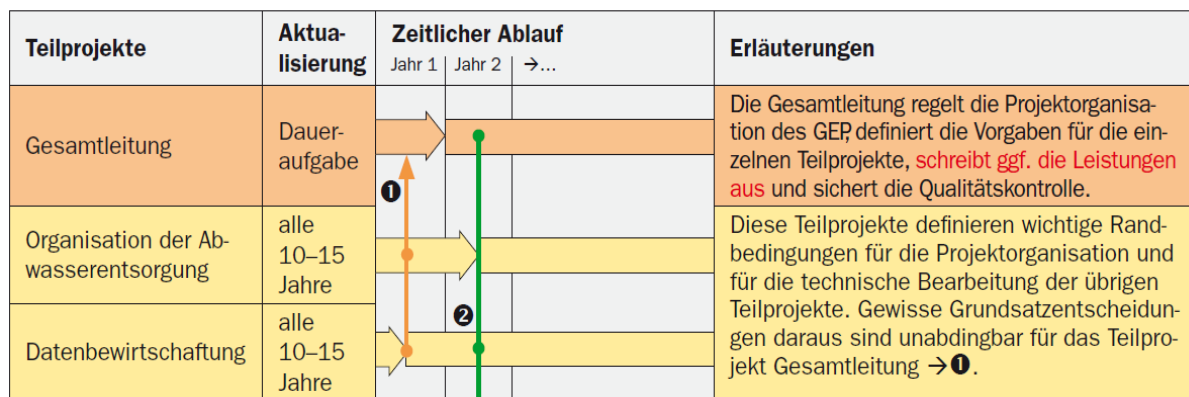 Teilprojekte
Aktua-
lisierung
Zeitlicher Ablauf
Jahr 1 | Jahr 2 | →...
Erläuterungen
Gesamtleitung
Dauer-
aufgabe
❶
Die Gesamtleitung regelt die Projektorganisa-
tion des GEP, definiert die Vorgaben für die ein-
zelnen Teilprojekte, schreibt ggf. die Leistungen
aus und sichert die Qualitätskontrolle.
Organisation der Ab-
wasserentsorgung
alle
10–15
Jahre
❷
Diese Teilprojekte definieren wichtige Rand-
bedingungen für die Projektorganisation und
für die technische Bearbeitung der übrigen
Teilprojekte. Gewisse Grundsatzentscheidun-
gen daraus sind unabdingbar für das Teilpro-
jekt Gesamtleitung →❶.
Datenbewirtschaftung
alle
10–15
Jahre